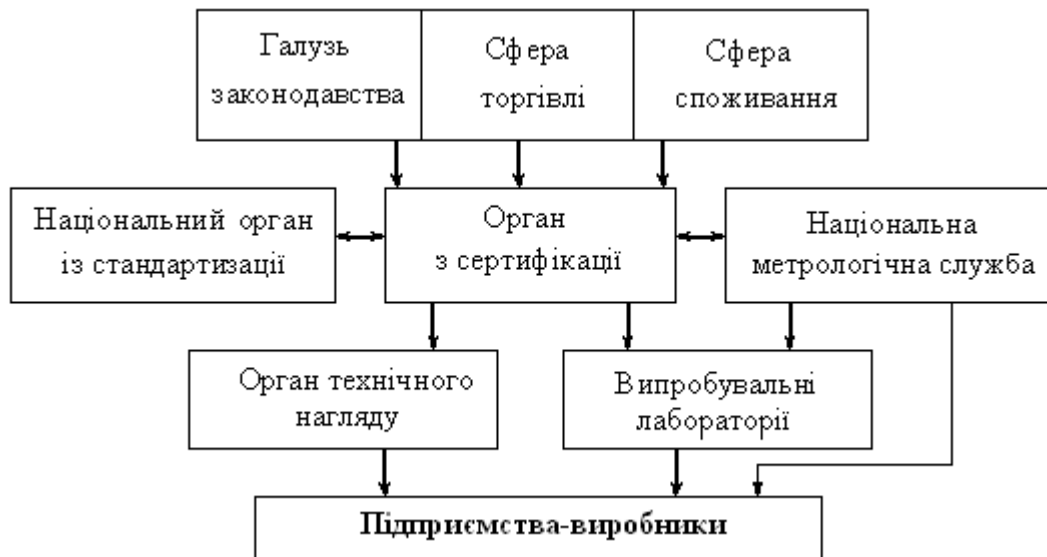 Галузь
законодавства
Сфера
торгівлі
Сфера
споживання
Національний орган
із стандартизації
Орган
з сертифікації
Національна
метрологічна служба
Орган технічного
нагляду
Випробувальні
лабораторії
Підприємства-виробники